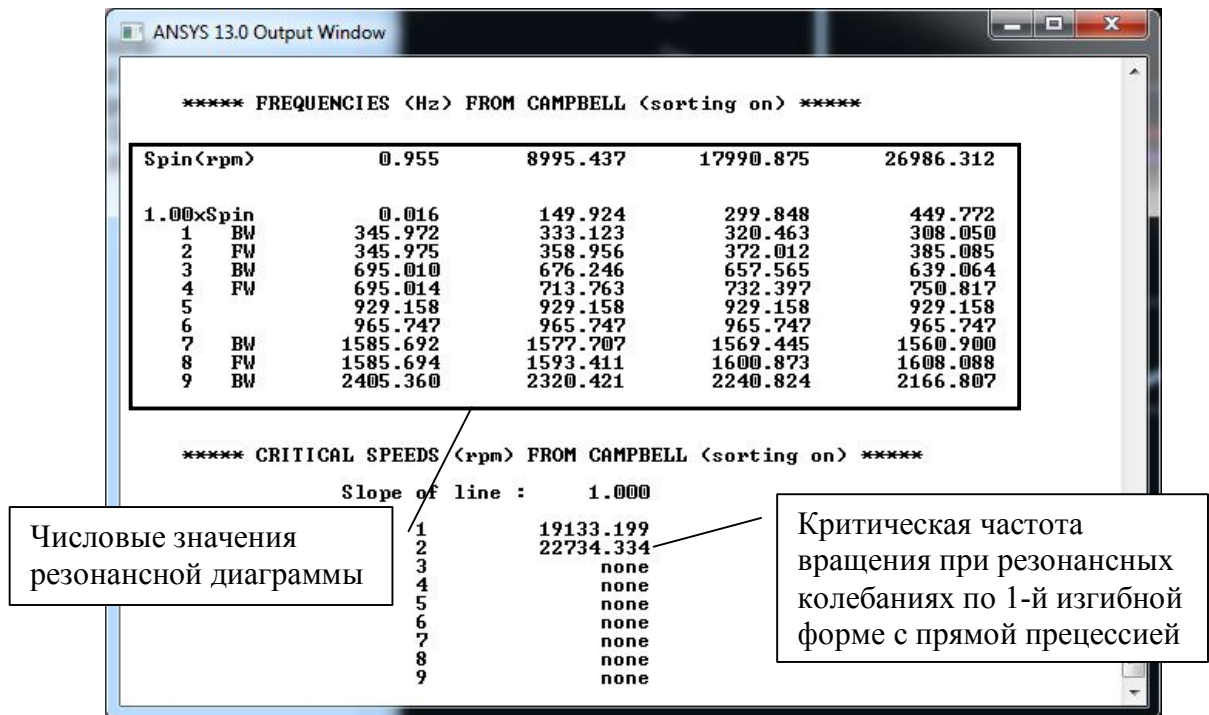 ANSYS 13.0 Output Window
***** FREQUENCIES (Hz) FROM CAMPBELL (sorting on) *****
Spin(rpm) 0.955 8995.437 17990.875 26986.312
1.00xSpin 0.016 149.924 299.848 449.772
1 BW 345.972 333.123 320.463 308.050
2 FW 345.975 358.956 372.012 385.085
3 BW 695.010 676.246 657.565 639.064
4 FW 695.014 713.763 732.397 750.817
5 929.158 929.158 929.158 929.158
6 965.747 965.747 965.747 965.747
7 BW 1585.692 1577.707 1569.445 1560.900
8 FW 1585.694 1593.411 1600.873 1608.088
9 BW 2405.360 2320.421 2240.824 2166.807
***** CRITICAL SPEEDS (rpm) FROM CAMPBELL (sorting on) *****
Slope of line : 1.000
1 19133.199
2 22734.334
3 none
4 none
5 none
6 none
7 none
8 none
9 none
Числовые значения
резонансной диаграммы
Критическая частота
вращения при резонансных
колебаниях по 1-й изгибной
форме с прямой прецессией